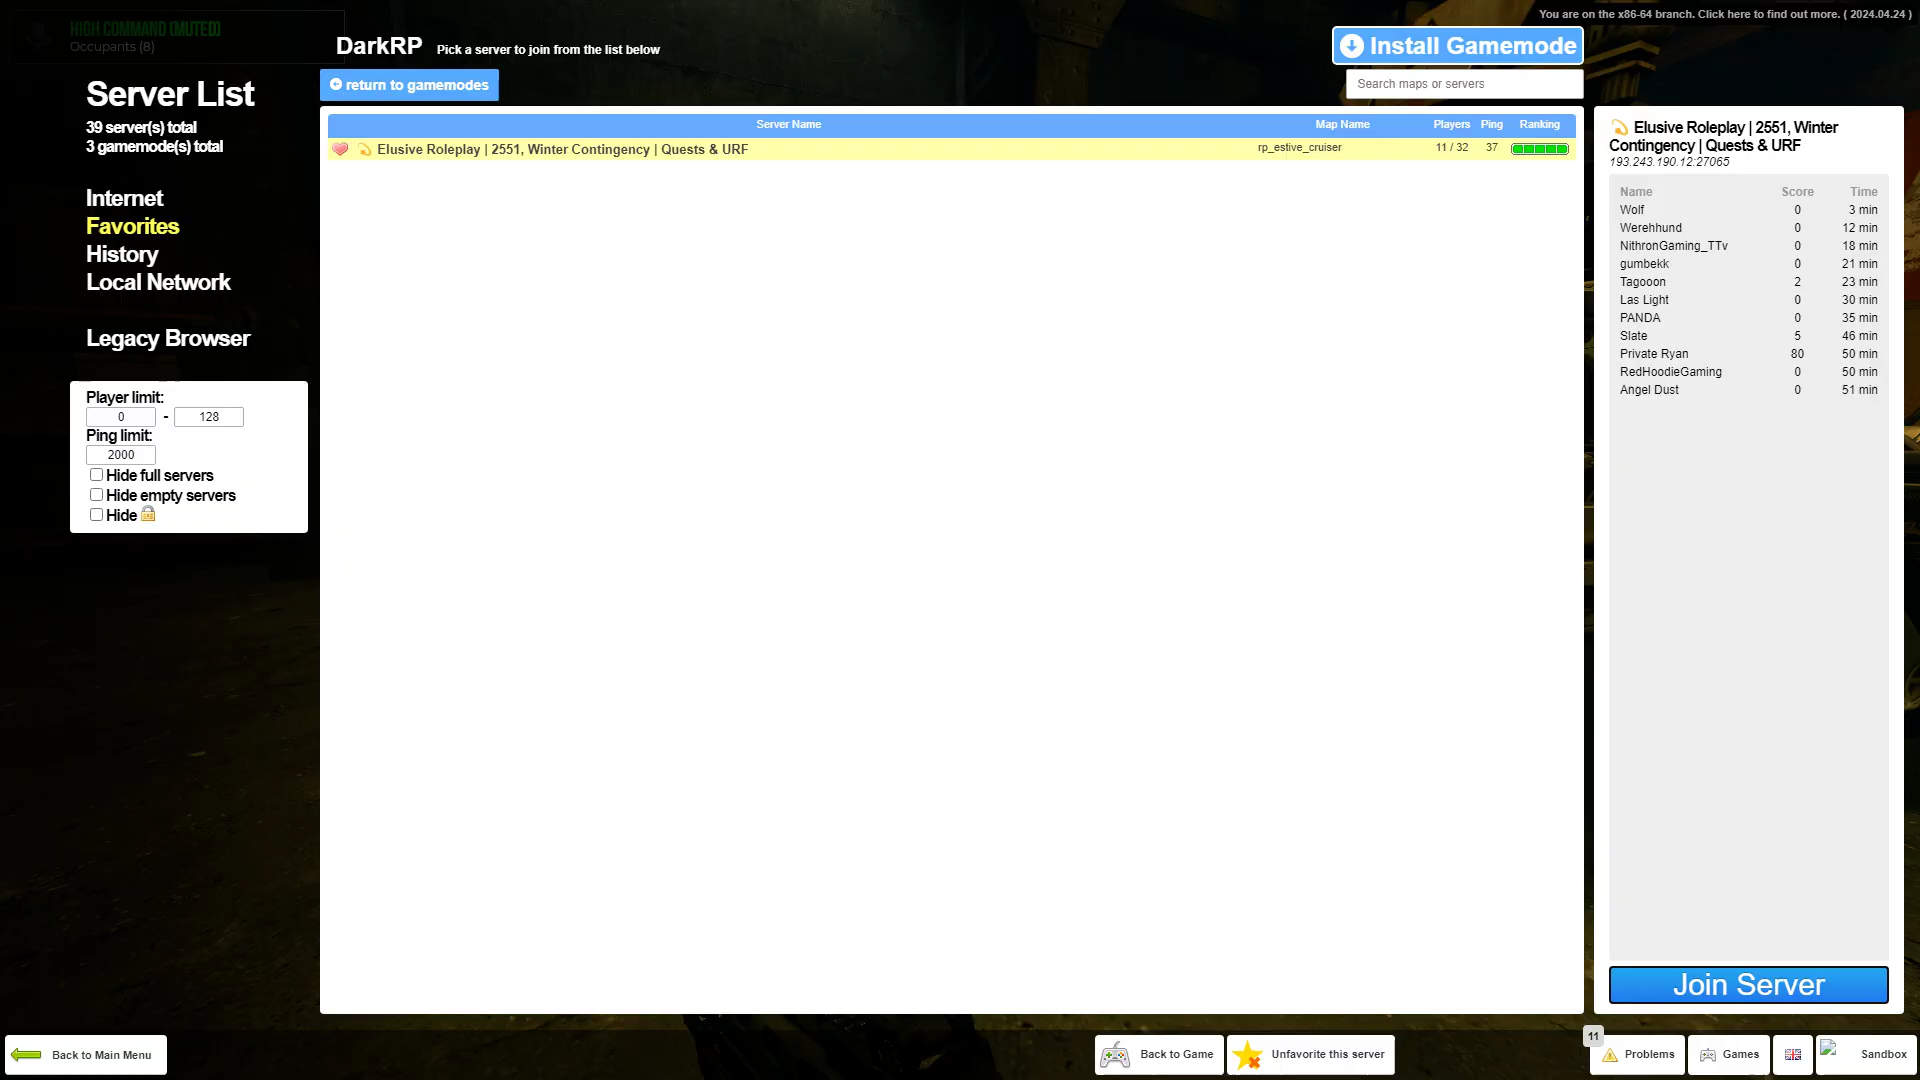 HIGH COMMAND (MUTED)
Occupants (8)
You are on the x86-64 branch. Click here to find out more. ( 2024.04.24 )
DarkRP Pick a server to join from the list below
Install Gamemode
return to gamemodes
Search maps or servers
Server List
39 server(s) total
3 gamemode(s) total
Internet
Favorites
History
Local Network
Legacy Browser
Player limit:
0 - 128
Ping limit:
2000
Hide full servers
Hide empty servers
Hide
Server Name Map Name Players Ping Ranking
Elusive Roleplay | 2551, Winter Contingency | Quests & URF rp_estive_cruiser 11 / 32 37
Elusive Roleplay | 2551, Winter
Contingency | Quests & URF
193.243.190.12:27065
Name Score Time
Wolf 0 3 min
Werehhund 0 12 min
NithronGaming_TTv 0 18 min
gumbekk 0 21 min
Tagooon 2 23 min
Las Light 0 30 min
PANDA 0 35 min
Slate 5 46 min
Private Ryan 80 50 min
RedHoodieGaming 0 50 min
Angel Dust 0 51 min
Join Server
Back to Main Menu
Back to Game
Unfavorite this server
11
Problems
Games
Sandbox